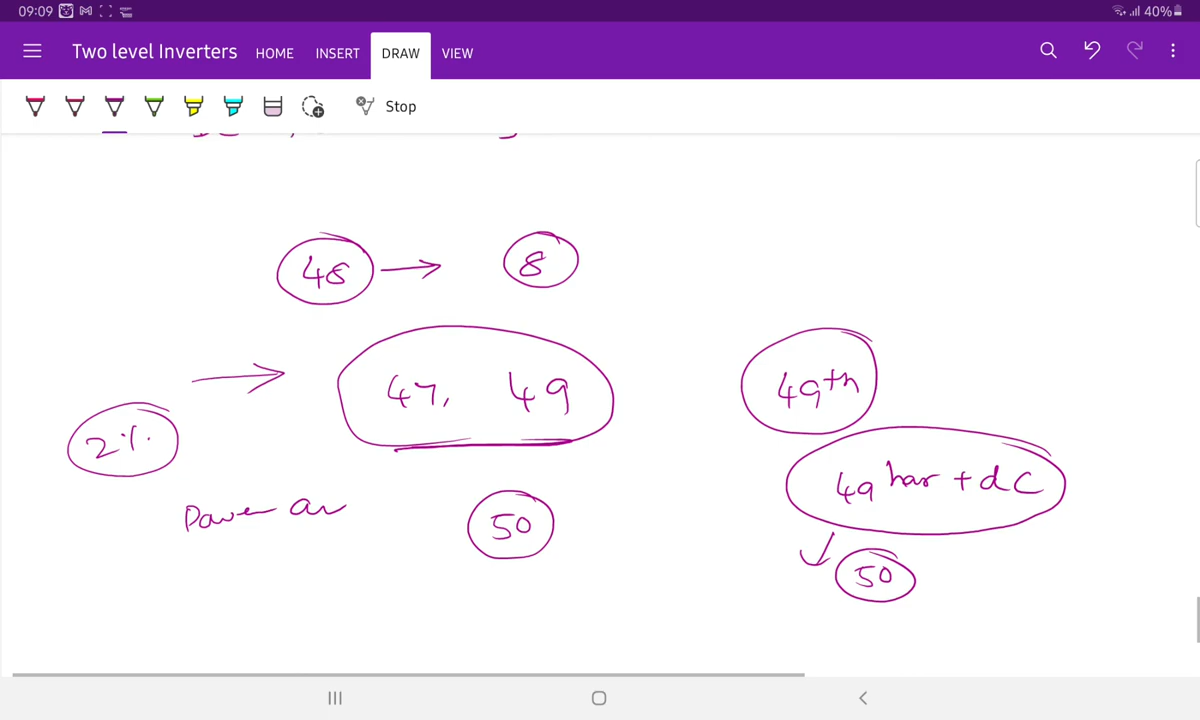 09:09 40%
Two level Inverters HOME INSERT DRAW VIEW
Stop
48 → 8
47, 49
49th
2%
49 har + dc
Power an
50
50